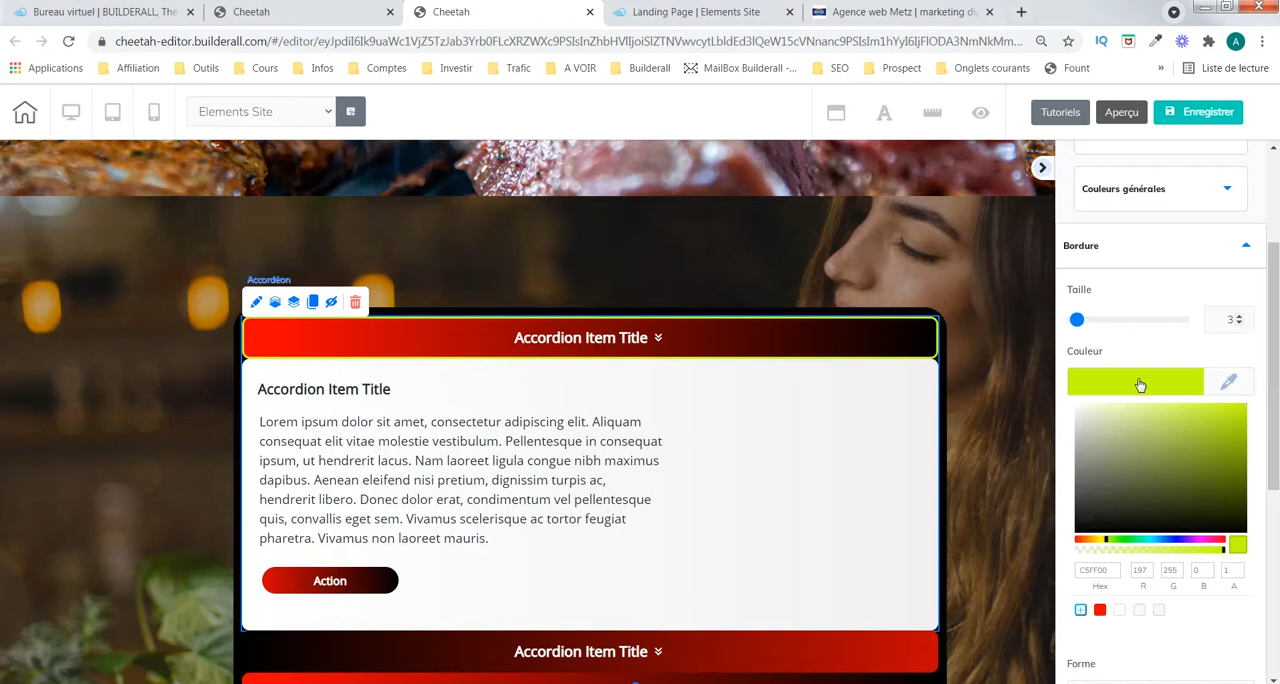 Bureau virtuel | BUILDERALL, The
Cheetah
Cheetah
Landing Page | Elements Site
Agence web Metz | marketing di
Applications
Affiliation
Outils
Cours
Infos
Comptes
Investir
Trafic
A VOIR
Builderall
MailBox Builderall -...
SEO
Prospect
Onglets courants
Fount
»
Liste de lecture
Elements Site
Tutoriels
Aperçu
Enregistrer
Couleurs générales
Bordure
Taille
3
Couleur
C5FF00 197 255 0 1
Hex R G B A
Forme
Accordéon
Accordion Item Title
Accordion Item Title
Lorem ipsum dolor sit amet, consectetur adipiscing elit. Aliquam
consequat elit vitae molestie vestibulum. Pellentesque in consequat
ipsum, ut hendrerit lacus. Nam laoreet ligula congue nibh maximus
dapibus. Aenean eleifend nisi pretium, dignissim turpis ac,
hendrerit libero. Donec dolor erat, condimentum vel pellentesque
quis, convallis eget sem. Vivamus scelerisque ac tortor feugiat
pharetra. Vivamus non laoreet mauris.
Action
Accordion Item Title